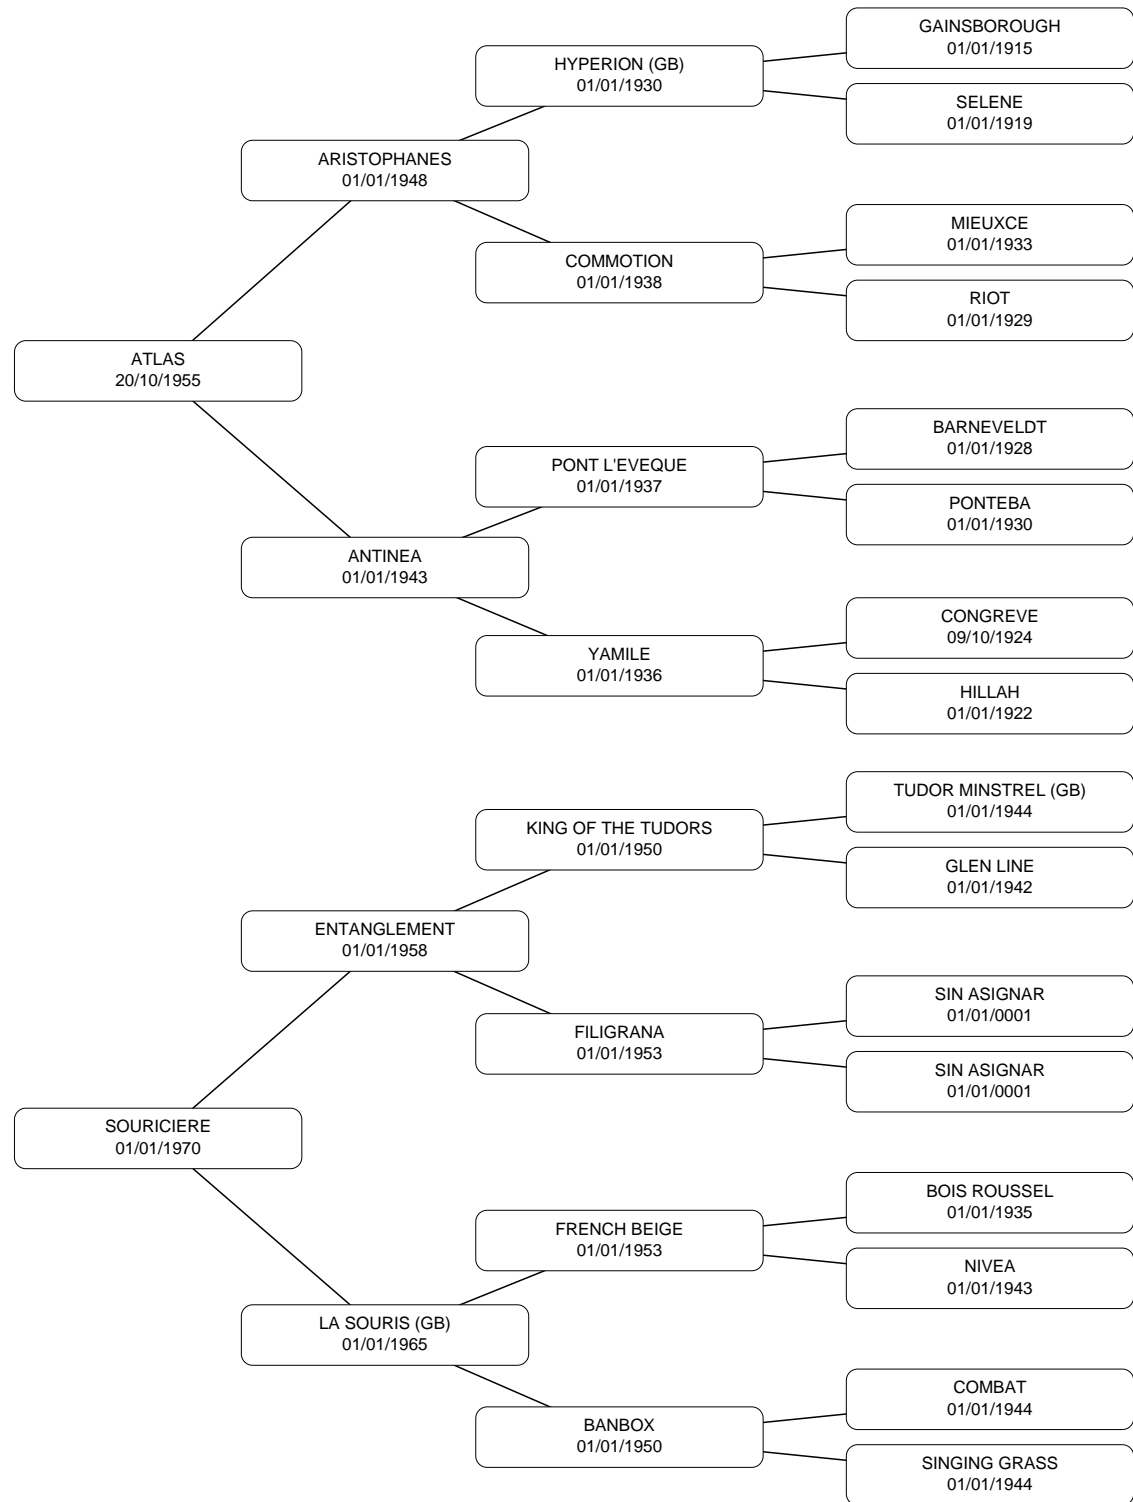 GAINSBOROUGH
01/01/1915
HYPERION (GB)
01/01/1930
SELENE
01/01/1919
ARISTOPHANES
01/01/1948
MIEUXCE
01/01/1933
COMMOTION
01/01/1938
RIOT
01/01/1929
ATLAS
20/10/1955
BARNEVELDT
01/01/1928
PONT L'EVEQUE
01/01/1937
PONTEBA
01/01/1930
ANTINEA
01/01/1943
CONGREVE
09/10/1924
YAMILE
01/01/1936
HILLAH
01/01/1922
TUDOR MINSTREL (GB)
01/01/1944
KING OF THE TUDORS
01/01/1950
GLEN LINE
01/01/1942
ENTANGLEMENT
01/01/1958
SIN ASIGNAR
01/01/0001
FILIGRANA
01/01/1953
SIN ASIGNAR
01/01/0001
SOURICIERE
01/01/1970
BOIS ROUSSEL
01/01/1935
FRENCH BEIGE
01/01/1953
NIVEA
01/01/1943
LA SOURIS (GB)
01/01/1965
COMBAT
01/01/1944
BANBOX
01/01/1950
SINGING GRASS
01/01/1944